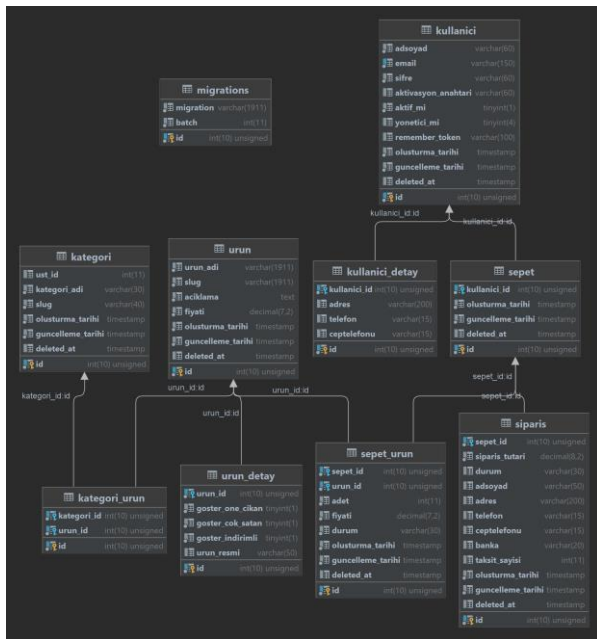 kullanici
adsoyad varchar(60)
email varchar(150)
sifre varchar(60)
aktivasyon_anahtari varchar(60)
aktif_mi tinyint(1)
yonetici_mi tinyint(4)
remember_token varchar(100)
olusturma_tarihi timestamp
guncelleme_tarihi timestamp
deleted_at timestamp
id int(10) unsigned
migrations
migration varchar(1911)
batch int(11)
id int(10) unsigned
kullanici_id:id
kullanici_id:id
kategori
ust_id int(11)
kategori_adi varchar(30)
slug varchar(40)
olusturma_tarihi timestamp
guncelleme_tarihi timestamp
deleted_at timestamp
id int(10) unsigned
urun
urun_adi varchar(1911)
slug varchar(1911)
aciklama text
fiyati decimal(7,2)
olusturma_tarihi timestamp
guncelleme_tarihi timestamp
deleted_at timestamp
id int(10) unsigned
kullanici_detay
kullanici_id int(10) unsigned
adres varchar(200)
telefon varchar(15)
ceptelefonu varchar(15)
id int(10) unsigned
sepet
kullanici_id int(10) unsigned
olusturma_tarihi timestamp
guncelleme_tarihi timestamp
deleted_at timestamp
id int(10) unsigned
kategori_id:id
urun_id:id
urun_id:id
urun_id:id
sepet_id:id
sepet_id:id
kategori_urun
kategori_id int(10) unsigned
urun_id int(10) unsigned
id int(10) unsigned
urun_detay
urun_id int(10) unsigned
goster_one_cikan tinyint(1)
goster_cok_satan tinyint(1)
goster_indirimli tinyint(1)
urun_resmi varchar(50)
id int(10) unsigned
sepet_urun
sepet_id int(10) unsigned
urun_id int(10) unsigned
adet int(11)
fiyati decimal(7,2)
durum varchar(30)
olusturma_tarihi timestamp
guncelleme_tarihi timestamp
deleted_at timestamp
id int(10) unsigned
siparis
sepet_id int(10) unsigned
siparis_tutari decimal(8,2)
durum varchar(30)
adsoyad varchar(50)
adres varchar(200)
telefon varchar(15)
ceptelefonu varchar(15)
banka varchar(20)
taksit_sayisi int(11)
olusturma_tarihi timestamp
guncelleme_tarihi timestamp
deleted_at timestamp
id int(10) unsigned